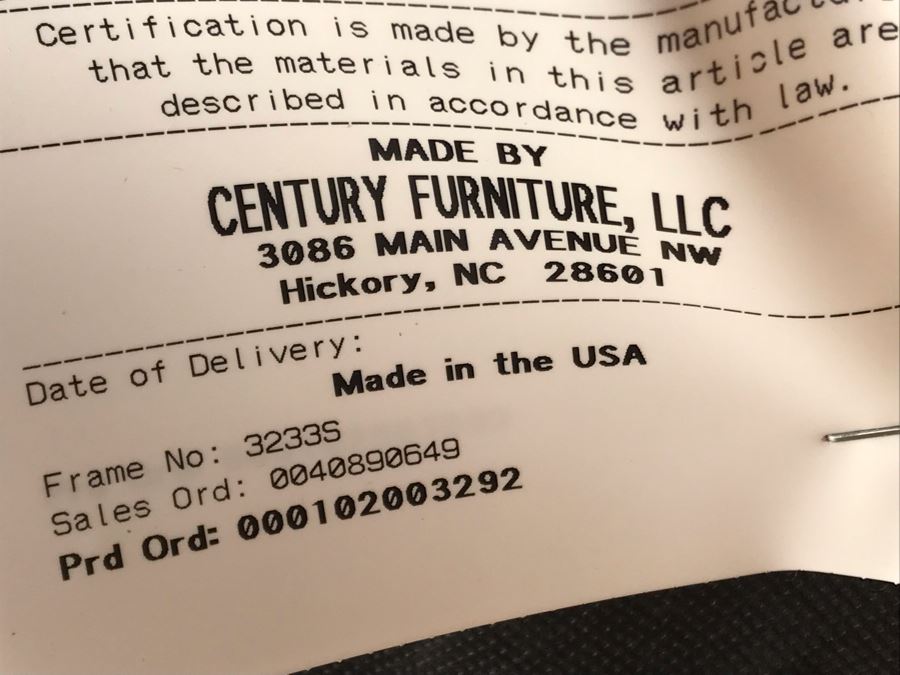 Certification is made by the manufactur
that the materials in this article are
described in accordance with law.
MADE BY
CENTURY FURNITURE, LLC
3086 MAIN AVENUE NW
Hickory, NC 28601
Date of Delivery:
Made in the USA
Frame No: 3233S
Sales Ord: 0040890649
Prd Ord: 000102003292